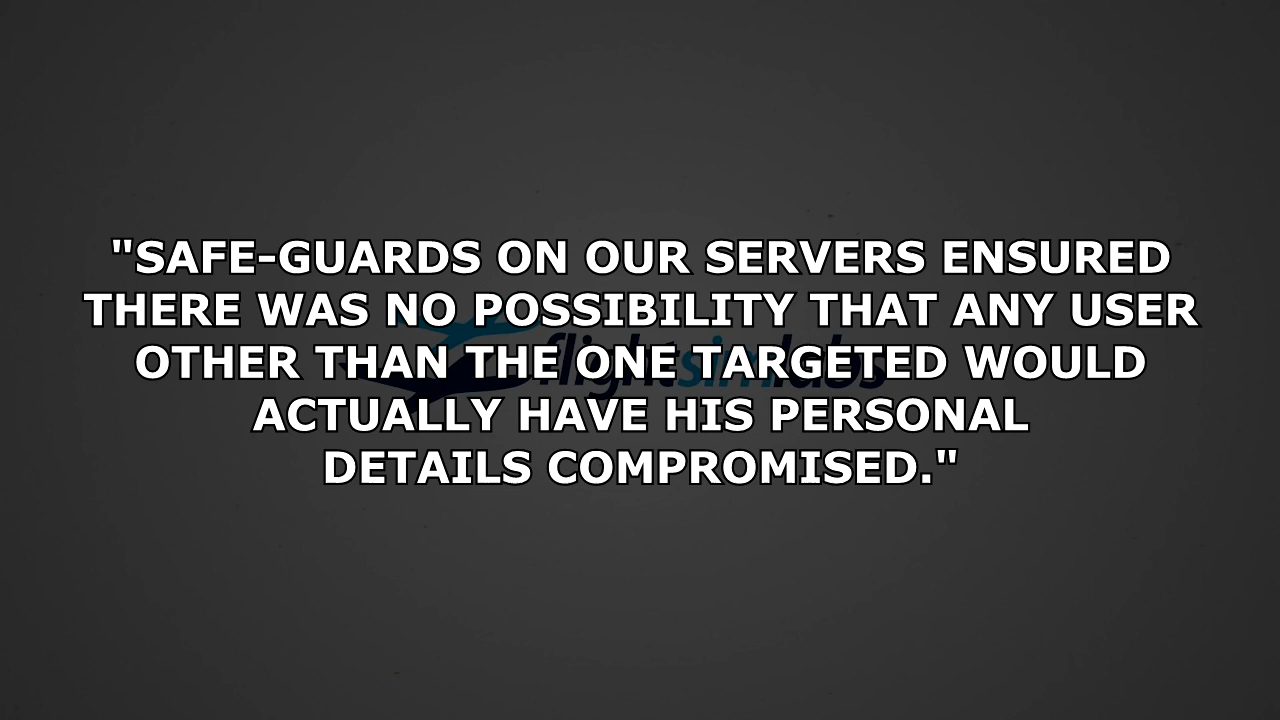 "SAFE-GUARDS ON OUR SERVERS ENSURED
THERE WAS NO POSSIBILITY THAT ANY USER
OTHER THAN THE ONE TARGETED WOULD
ACTUALLY HAVE HIS PERSONAL
DETAILS COMPROMISED."
flightsimlabs